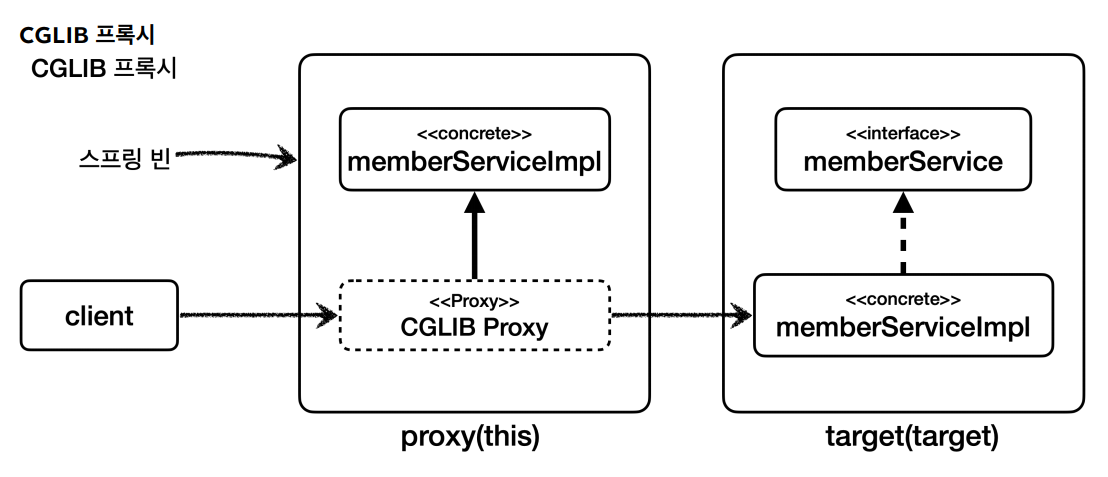 CGLIB 프록시
CGLIB 프록시
<<concrete>>
memberServiceImpl
<<interface>>
memberService
스프링 빈
client
<<Proxy>>
CGLIB Proxy
<<concrete>>
memberServiceImpl
proxy(this)
target(target)